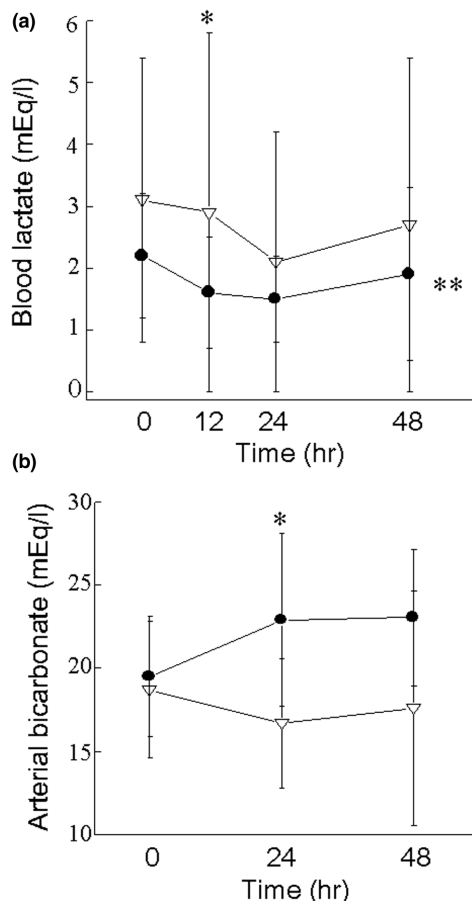 (a)
*
6
5
4
3
2
1
0
**
Blood lactate (mEq/l)
0 12 24 48
Time (hr)
(b)
*
30
25
20
15
10
Arterial bicarbonate (mEq/l)
0 24 48
Time (hr)